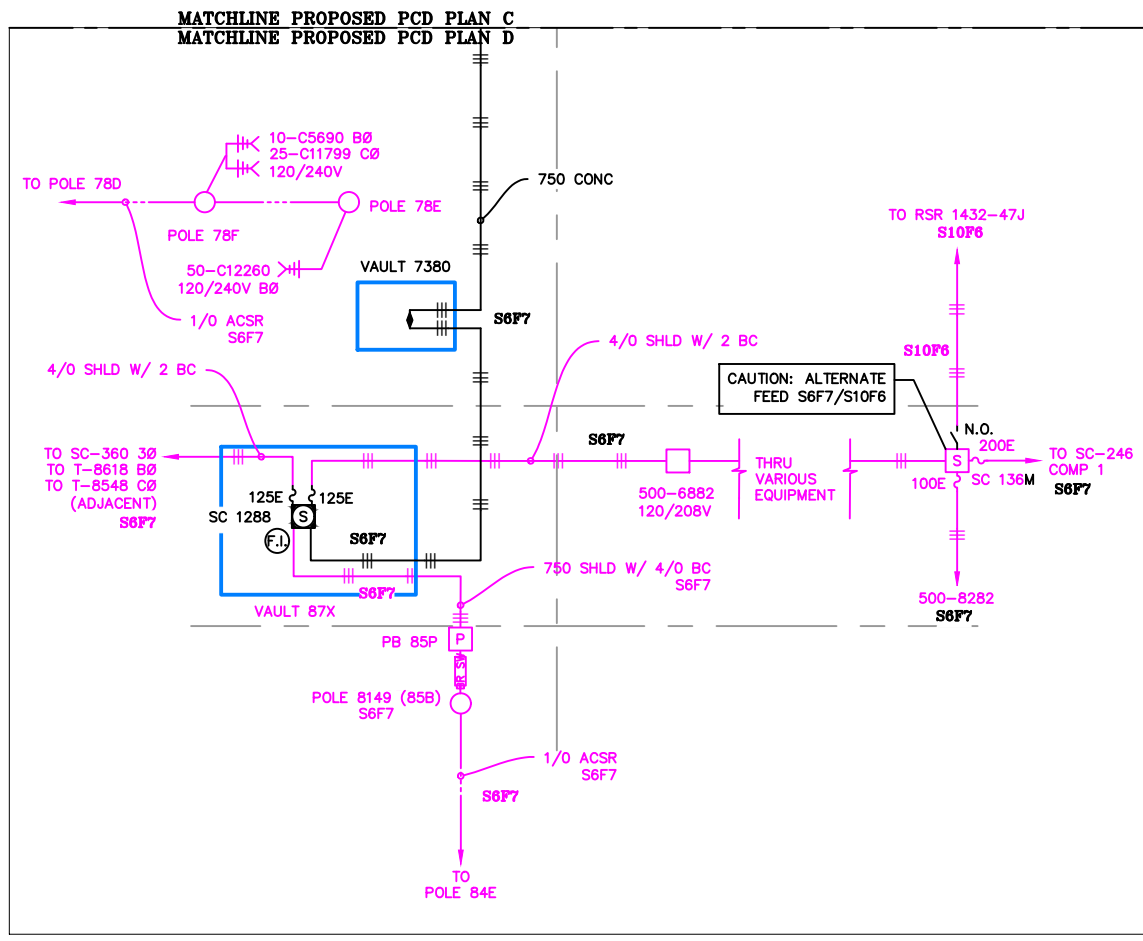 MATCHLINE PROPOSED PCD PLAN C
MATCHLINE PROPOSED PCD PLAN D
10-C5690 BØ
25-C11799 CØ
120/240V
TO POLE 78D
POLE 78E
POLE 78F
750 CONC
TO RSR 1432-47J
S10F6
50-C12260
120/240V BØ
VAULT 7380
1/0 ACSR
S6F7
S6F7
4/0 SHLD W/ 2 BC
S10F6
4/0 SHLD W/ 2 BC
CAUTION: ALTERNATE
FEED S6F7/S10F6
N.O.
200E
S6F7
TO SC-360 3Ø
TO T-8618 BØ
TO T-8548 CØ
(ADJACENT)
S6F7
THRU
VARIOUS
EQUIPMENT
S
TO SC-246
COMP 1
S6F7
100E
SC 136M
500-6882
120/208V
125E
125E
SC 1288
S
F.I.
S6F7
750 SHLD W/ 4/0 BC
S6F7
S6F7
VAULT 87X
500-8282
S6F7
PB 85P
P
POLE 8149 (85B)
S6F7
1/0 ACSR
S6F7
S6F7
TO
POLE 84E